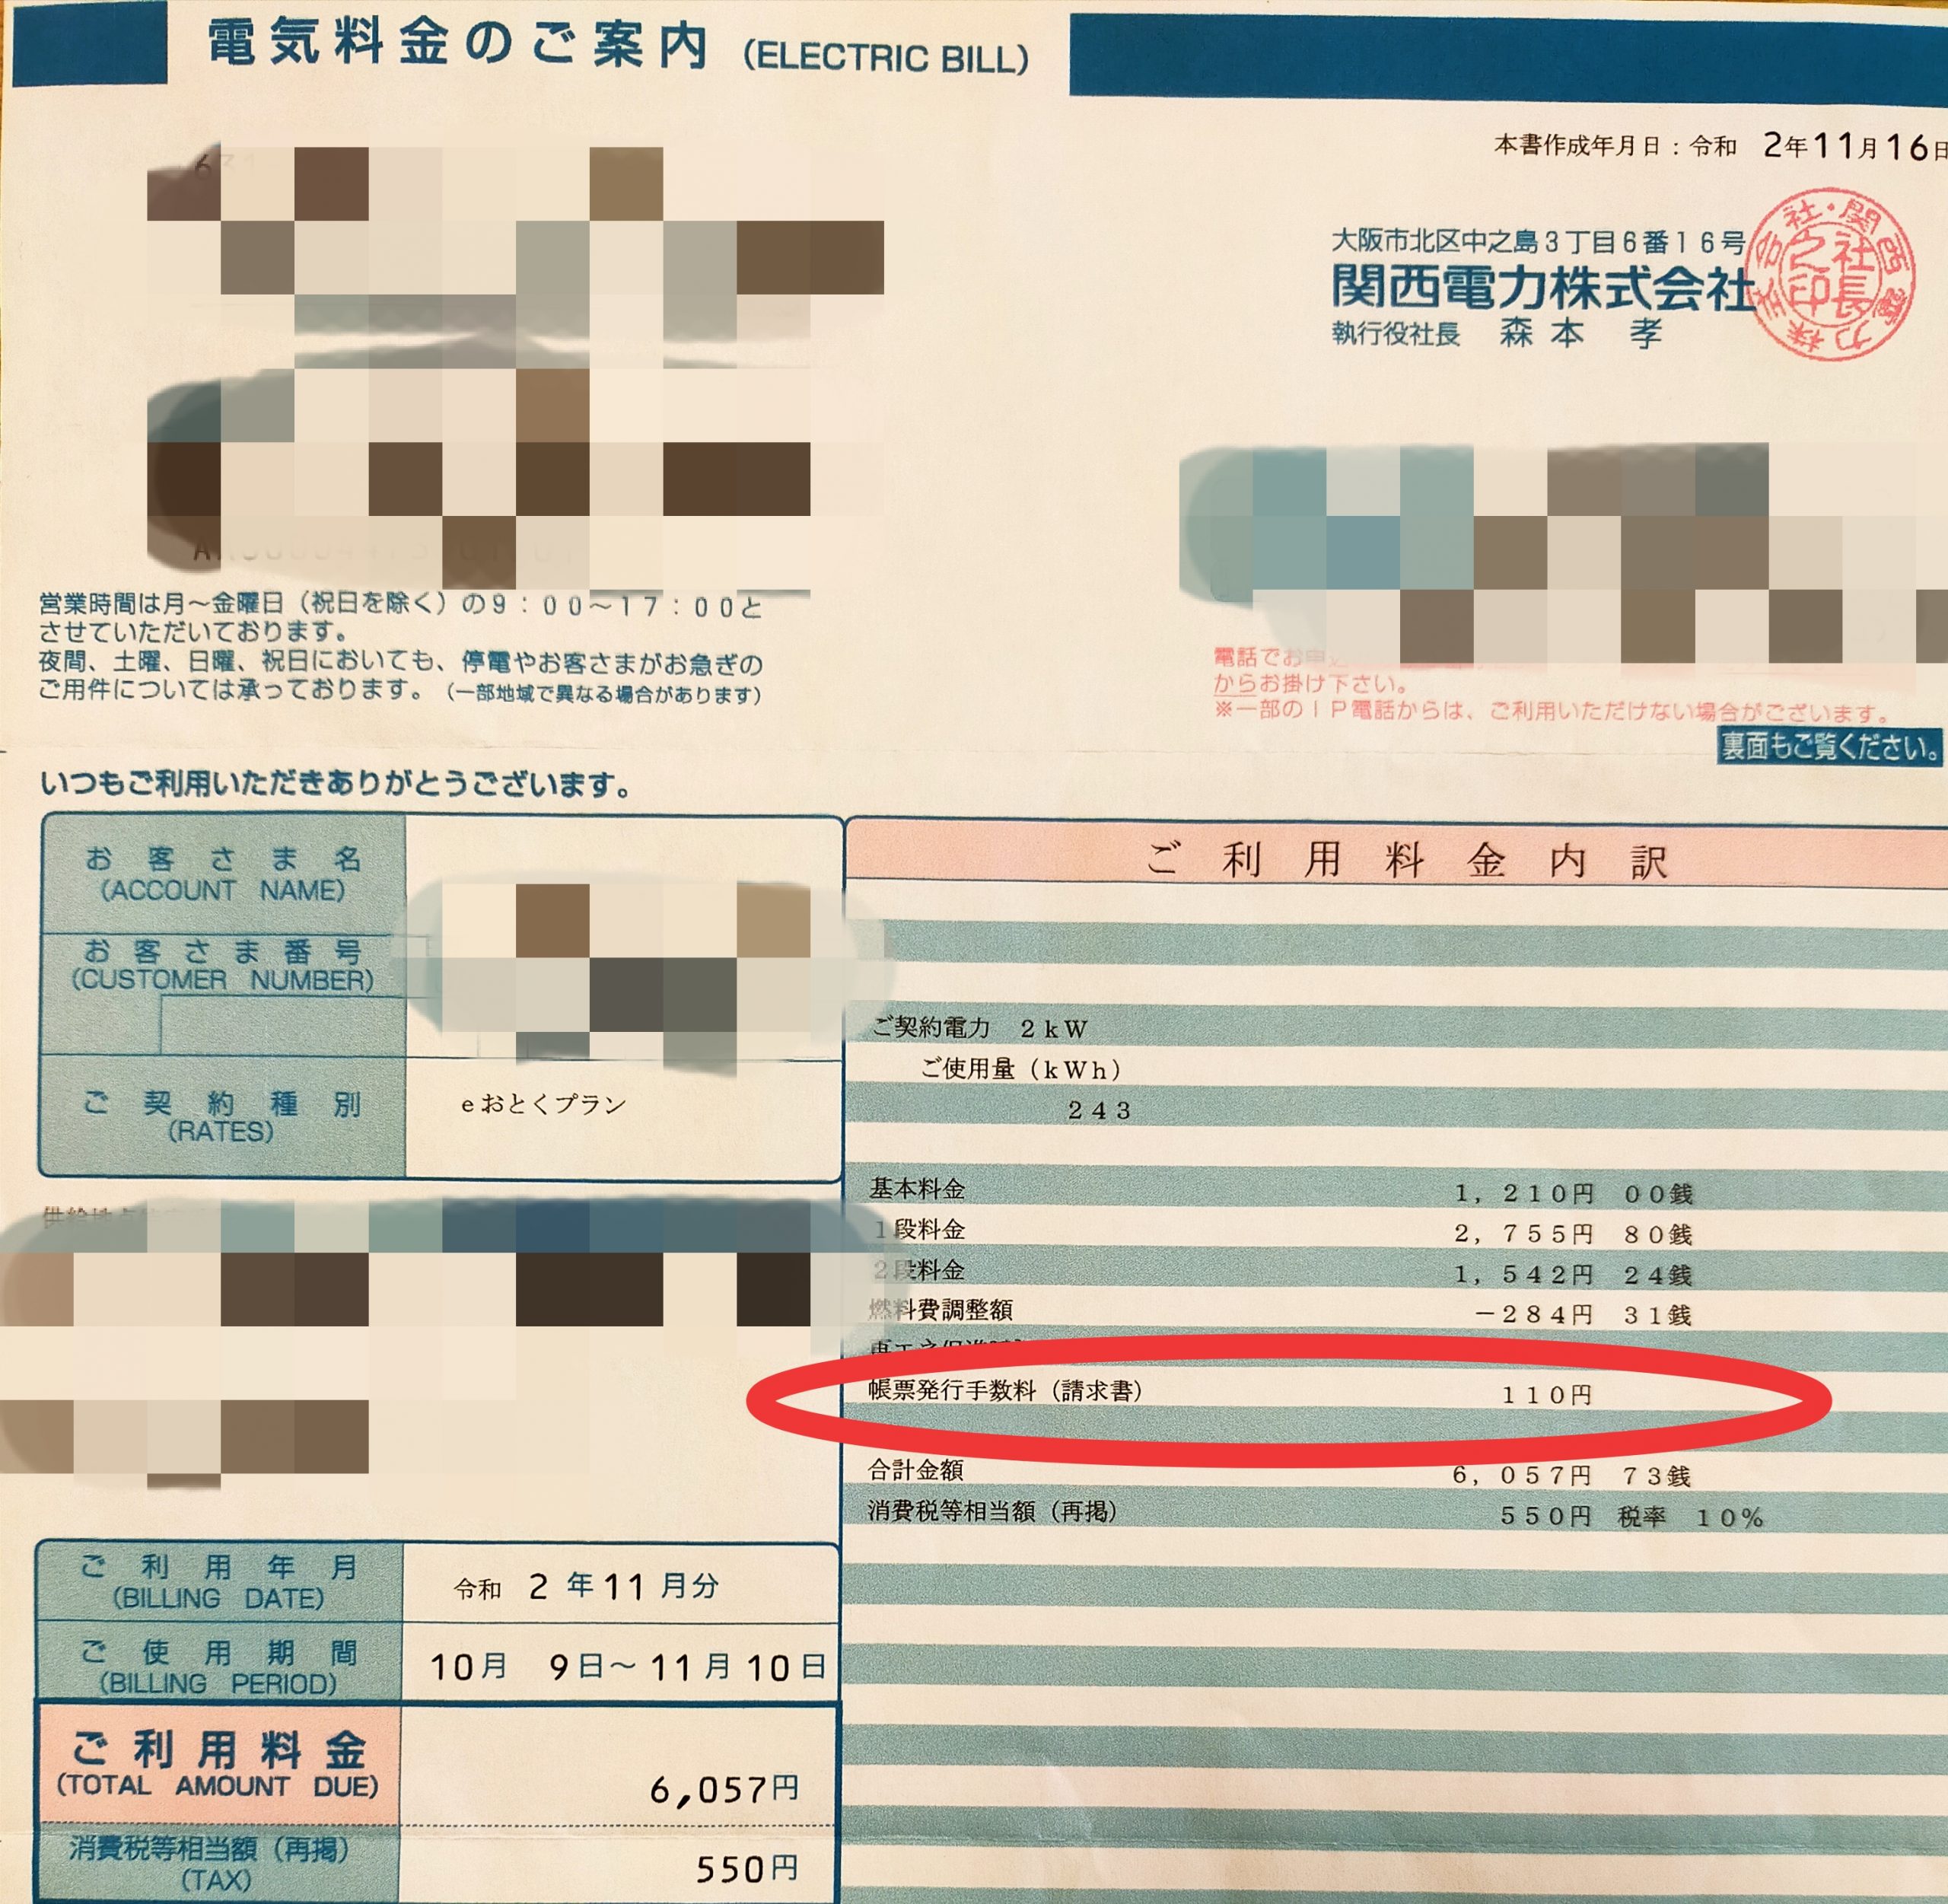 電気料金のご案内 (ELECTRIC BILL)
本書作成年月日：令和 2年11月16日
大阪市北区中之島3丁目6番16号
関西電力株式会社
執行役社長 森本 孝
営業時間は月～金曜日（祝日を除く）の9：00～17：00と
させていただいております。
夜間、土曜、日曜、祝日においても、停電やお客さまがお急ぎの
ご用件については承っております。（一部地域で異なる場合があります）
電話でお
からお掛け下さい。
※一部のIP電話からは、ご利用いただけない場合がございます。
裏面もご覧ください。
いつもご利用いただきありがとうございます。
お客さま名
(ACCOUNT NAME)
お客さま番号
(CUSTOMER NUMBER)
ご契約種別
(RATES)
eおとくプラン
ご利用料金内訳
ご契約電力 2kW
ご使用量（kWh）
243
基本料金 1,210円 00銭
1段料金 2,755円 80銭
2段料金 1,542円 24銭
燃料費調整額 −284円 31銭
帳票発行手数料（請求書） 110円
合計金額 6,057円 73銭
消費税等相当額（再掲） 550円 税率 10%
ご利用年月
(BILLING DATE)
令和 2年11月分
ご使用期間
(BILLING PERIOD)
10月 9日～11月10日
ご利用料金
(TOTAL AMOUNT DUE)
6,057円
消費税等相当額（再掲）
(TAX)
550円